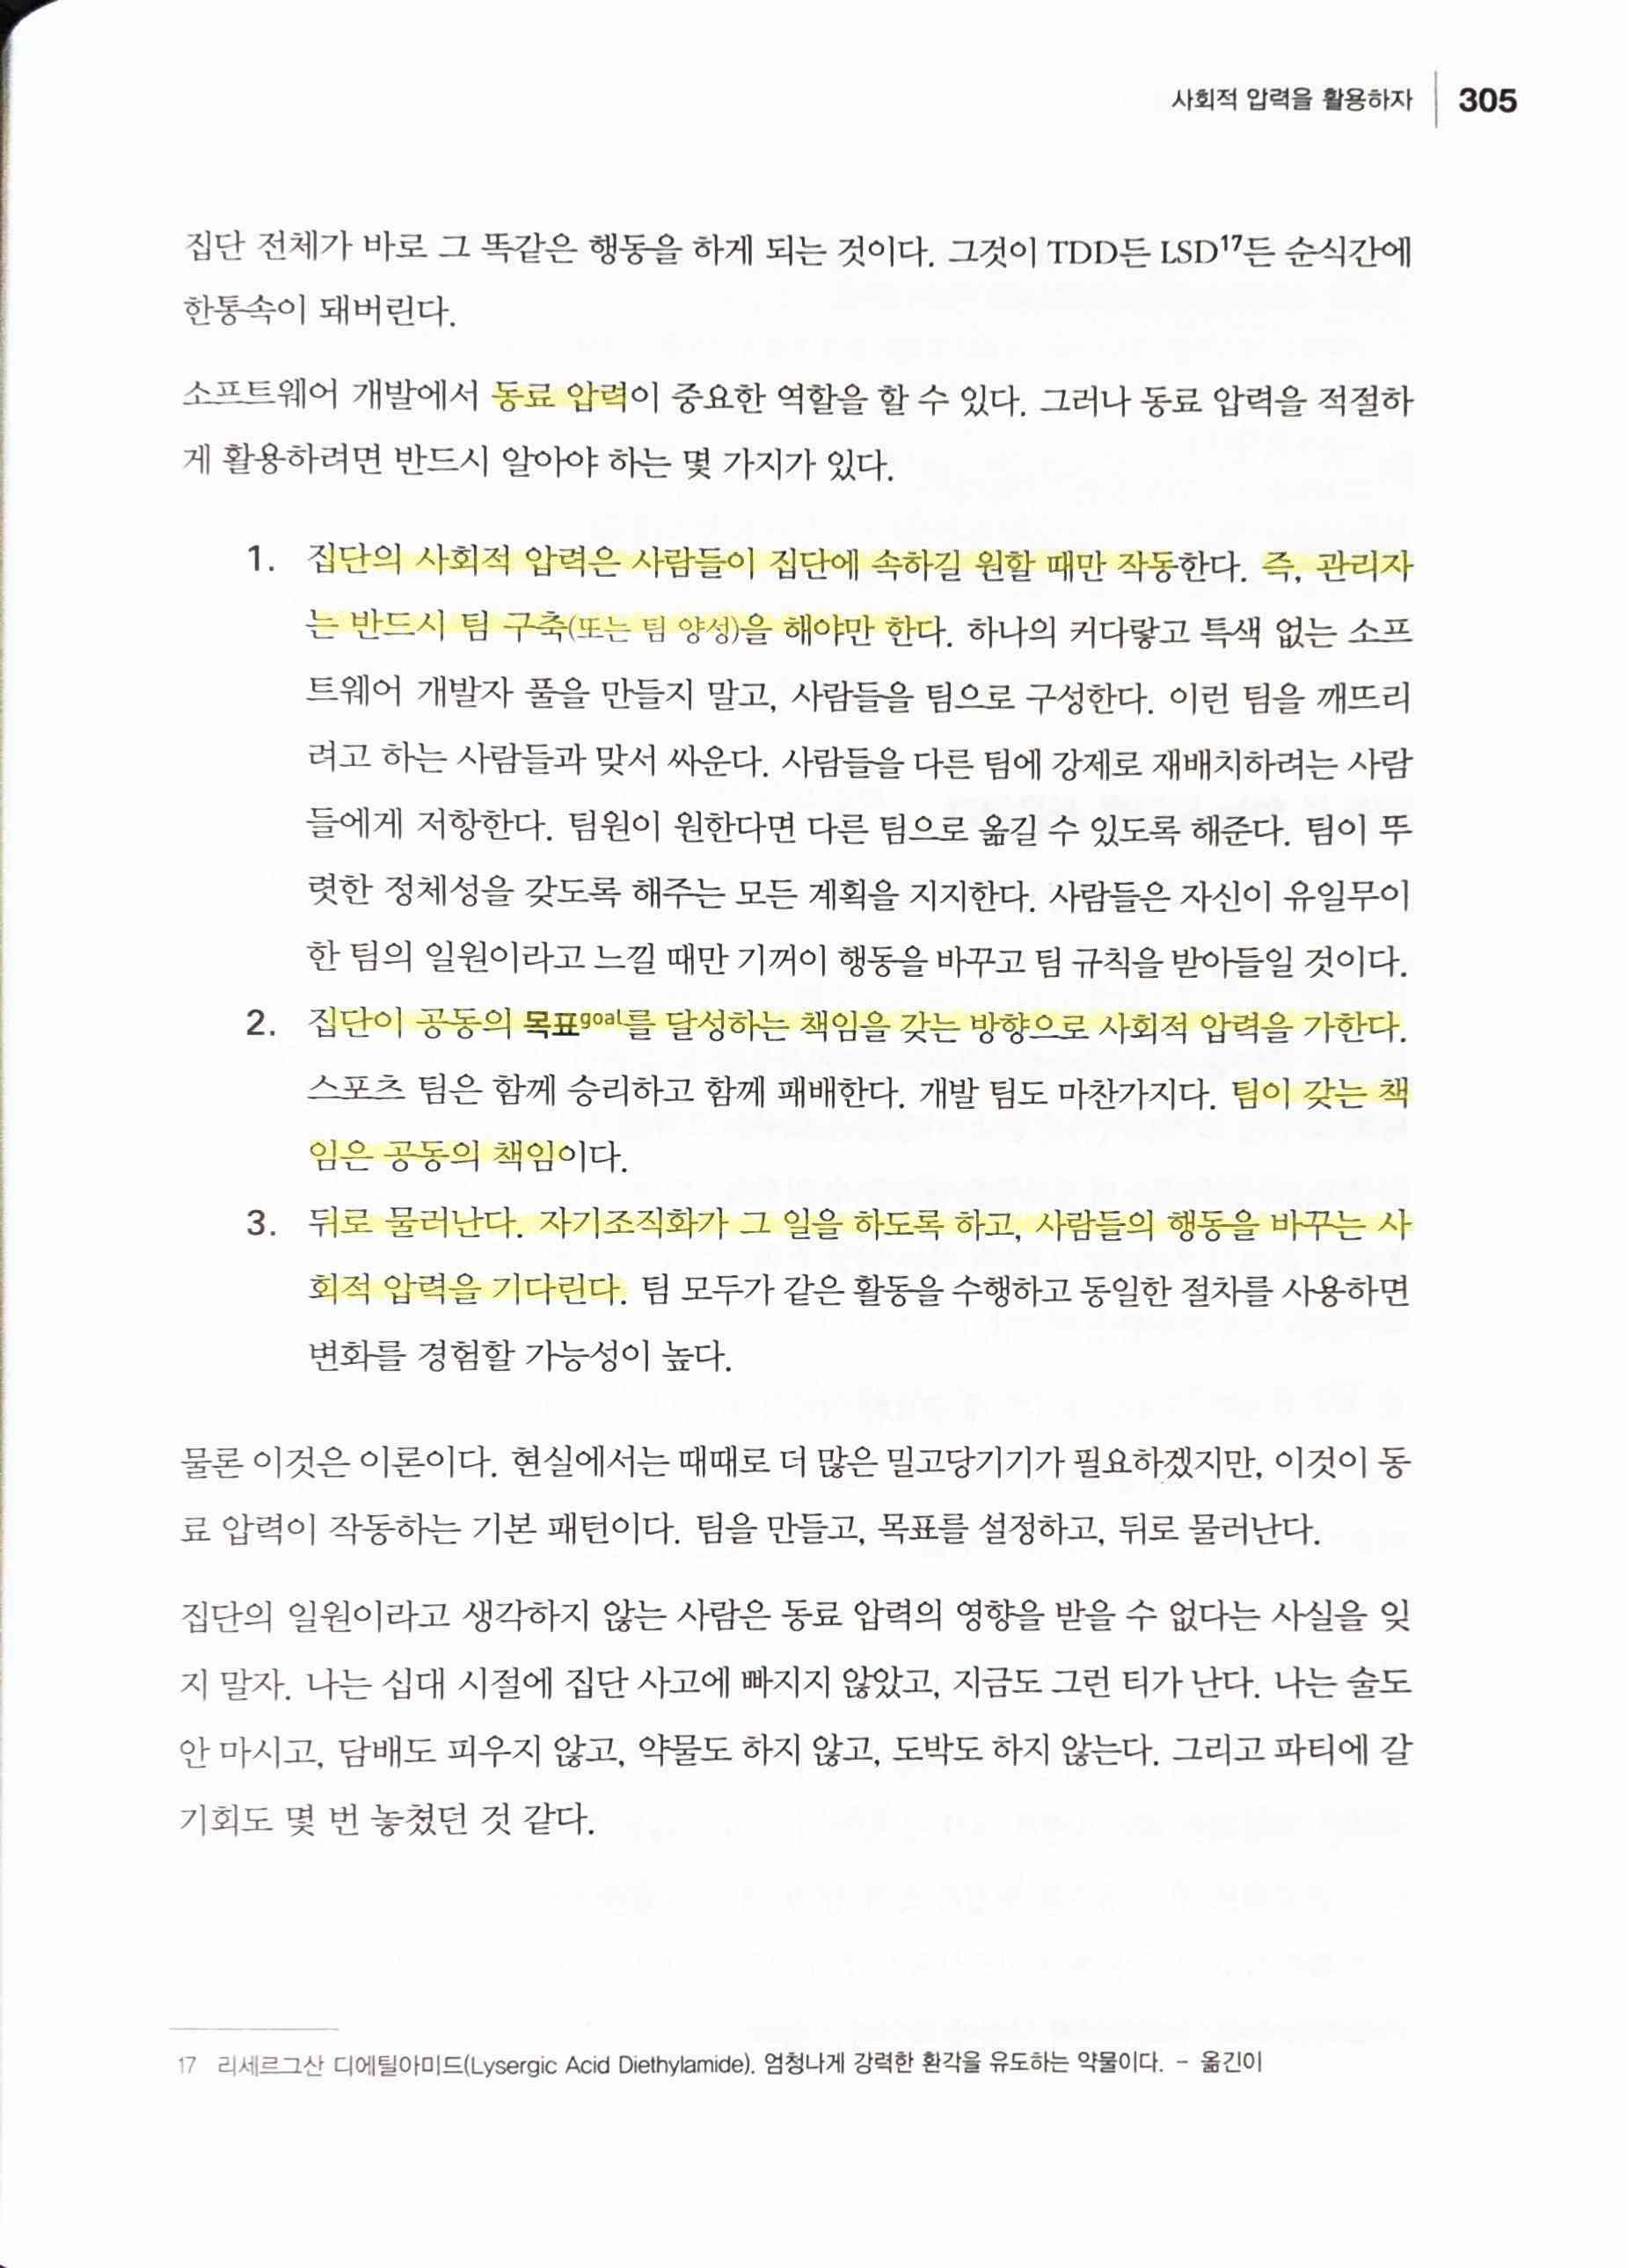 사회적 압력을 활용하자 305
집단 전체가 바로 그 똑같은 행동을 하게 되는 것이다. 그것이 TDD든 LSD17든 순식간에
한통속이 돼버린다.
소프트웨어 개발에서 동료 압력이 중요한 역할을 할 수 있다. 그러나 동료 압력을 적절하
게 활용하려면 반드시 알아야 하는 몇 가지가 있다.
1. 집단의 사회적 압력은 사람들이 집단에 속하길 원할 때만 작동한다. 즉, 관리자
는 반드시 팀 구축(또는 팀 양성)을 해야만 한다. 하나의 커다랗고 특색 없는 소프
트웨어 개발자 풀을 만들지 말고, 사람들을 팀으로 구성한다. 이런 팀을 깨뜨리
려고 하는 사람들과 맞서 싸운다. 사람들을 다른 팀에 강제로 재배치하려는 사람
들에게 저항한다. 팀원이 원한다면 다른 팀으로 옮길 수 있도록 해준다. 팀이 뚜
렷한 정체성을 갖도록 해주는 모든 계획을 지지한다. 사람들은 자신이 유일무이
한 팀의 일원이라고 느낄 때만 기꺼이 행동을 바꾸고 팀 규칙을 받아들일 것이다.
2. 집단이 공동의 목표goal를 달성하는 책임을 갖는 방향으로 사회적 압력을 가한다.
스포츠 팀은 함께 승리하고 함께 패배한다. 개발 팀도 마찬가지다. 팀이 갖는 책
임은 공동의 책임이다.
3. 뒤로 물러난다. 자기조직화가 그 일을 하도록 하고, 사람들의 행동을 바꾸는 사
회적 압력을 기다린다. 팀 모두가 같은 활동을 수행하고 동일한 절차를 사용하면
변화를 경험할 가능성이 높다.
물론 이것은 이론이다. 현실에서는 때때로 더 많은 밀고당기기가 필요하겠지만, 이것이 동
료 압력이 작동하는 기본 패턴이다. 팀을 만들고, 목표를 설정하고, 뒤로 물러난다.
집단의 일원이라고 생각하지 않는 사람은 동료 압력의 영향을 받을 수 없다는 사실을 잊
지 말자. 나는 십대 시절에 집단 사고에 빠지지 않았고, 지금도 그런 티가 난다. 나는 술도
안 마시고, 담배도 피우지 않고, 약물도 하지 않고, 도박도 하지 않는다. 그리고 파티에 갈
기회도 몇 번 놓쳤던 것 같다.
17 리세르그산 디에틸아미드(Lysergic Acid Diethylamide). 엄청나게 강력한 환각을 유도하는 약물이다. – 옮긴이